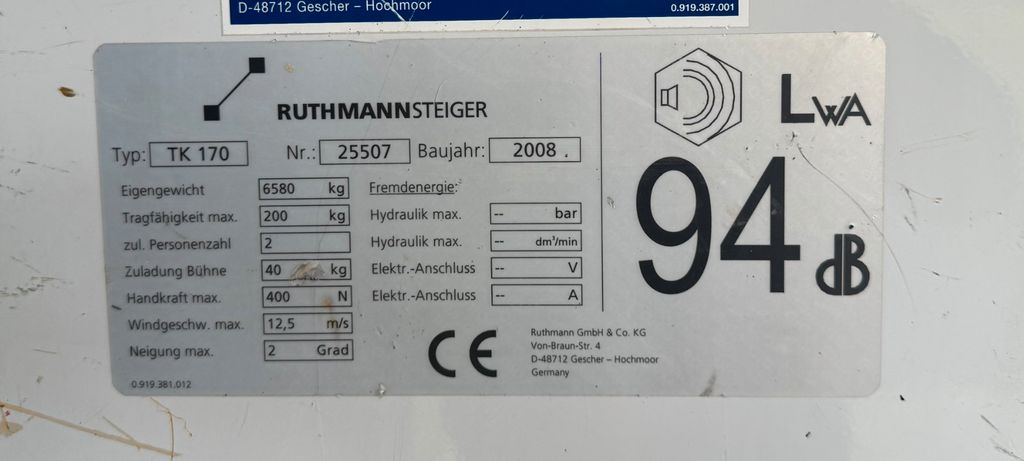 D-48712 Gescher – Hochmoor
0.919.387.001
RUTHMANNSTEIGER
Typ: TK 170 Nr.: 25507 Baujahr: 2008 .
Eigengewicht 6580 kg
Tragfähigkeit max. 200 kg
zul. Personenzahl 2
Zuladung Bühne 40 kg
Handkraft max. 400 N
Windgeschw. max. 12,5 m/s
Neigung max. 2 Grad
0.919.381.012
Fremdenergie:
Hydraulik max. -- bar
Hydraulik max. -- dm³/min
Elektr.-Anschluss -- V
Elektr.-Anschluss -- A
CE
Ruthmann GmbH & Co. KG
Von-Braun-Str. 4
D-48712 Gescher – Hochmoor
Germany
LWA
94 dB